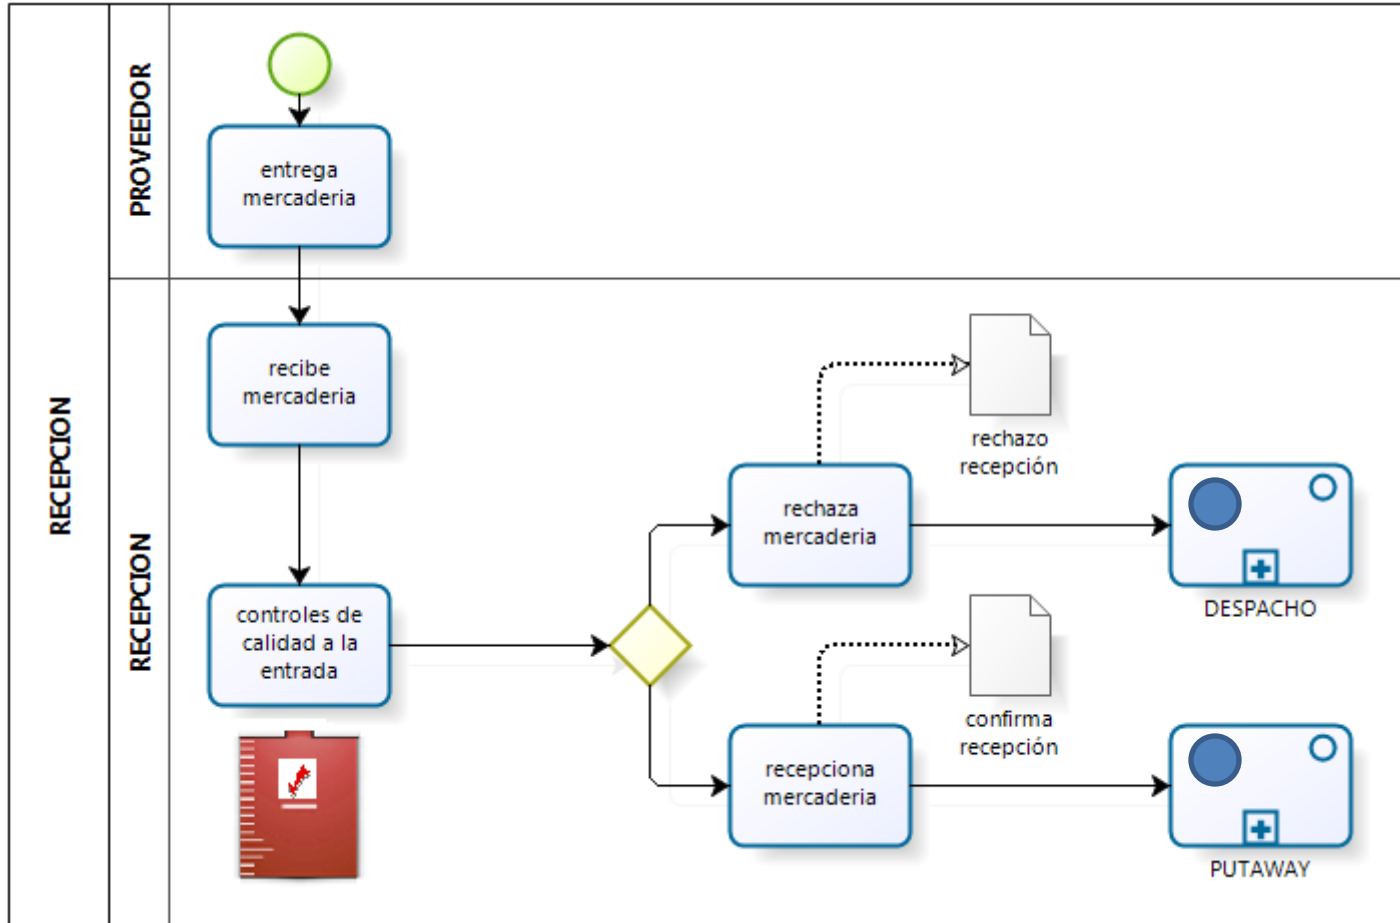 RECEPCION
PROVEEDOR
entrega
mercaderia
RECEPCION
recibe
mercaderia
controles de
calidad a la
entrada
rechaza
mercaderia
rechazo
recepción
DESPACHO
recepciona
mercaderia
confirma
recepción
PUTAWAY